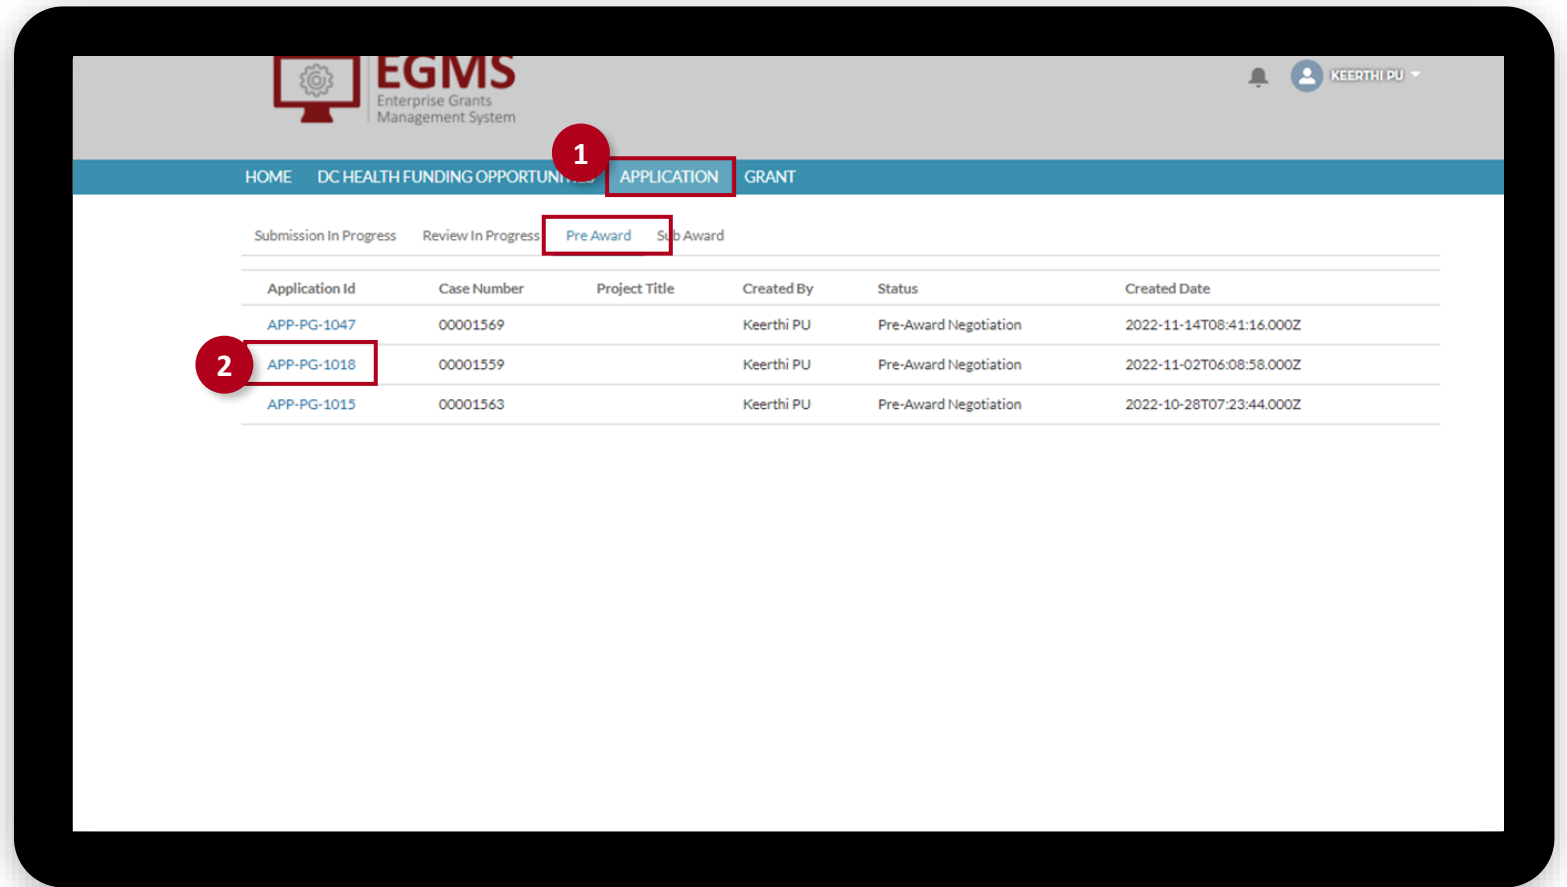 EGMS
Enterprise Grants
Management System
KEERTHI PU
1
HOME DC HEALTH FUNDING OPPORTUNITIES APPLICATION GRANT
Submission In Progress Review In Progress Pre Award Sub Award
Application Id Case Number Project Title Created By Status Created Date
APP-PG-1047 00001569 Keerthi PU Pre-Award Negotiation 2022-11-14T08:41:16.000Z
2 APP-PG-1018 00001559 Keerthi PU Pre-Award Negotiation 2022-11-02T06:08:58.000Z
APP-PG-1015 00001563 Keerthi PU Pre-Award Negotiation 2022-10-28T07:23:44.000Z